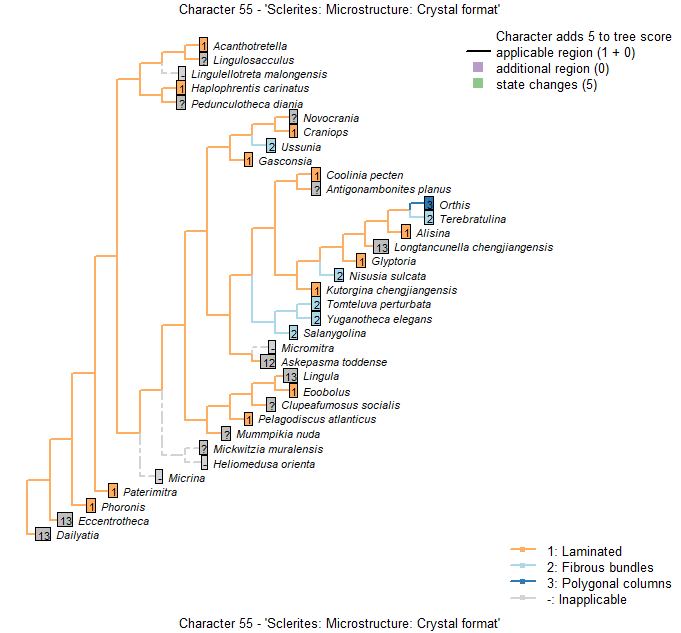 Character 55 - 'Sclerites: Microstructure: Crystal format'
Character adds 5 to tree score
applicable region (1 + 0)
additional region (0)
state changes (5)
1 Acanthotretella
? Lingulosacculus
- Lingulellotreta malongensis
1 Haplophrentis carinatus
? Pedunculotheca diania
? Novocrania
1 Craniops
2 Ussunia
1 Gasconsia
1 Coolinia pecten
? Antigonambonites planus
3 Orthis
2 Terebratulina
1 Alisina
13 Longtancunella chengjiangensis
1 Glyptoria
2 Nisusia sulcata
1 Kutorgina chengjiangensis
2 Tomteluva perturbata
2 Yuganotheca elegans
2 Salanygolina
- Micromitra
12 Askepasma toddense
13 Lingula
1 Eoobolus
? Clupeafumosus socialis
1 Pelagodiscus atlanticus
? Mummpikia nuda
? Mickwitzia muralensis
- Heliomedusa orienta
- Micrina
1 Paterimitra
1 Phoronis
13 Eccentrotheca
13 Dailyatia
1: Laminated
2: Fibrous bundles
3: Polygonal columns
-: Inapplicable
Character 55 - 'Sclerites: Microstructure: Crystal format'